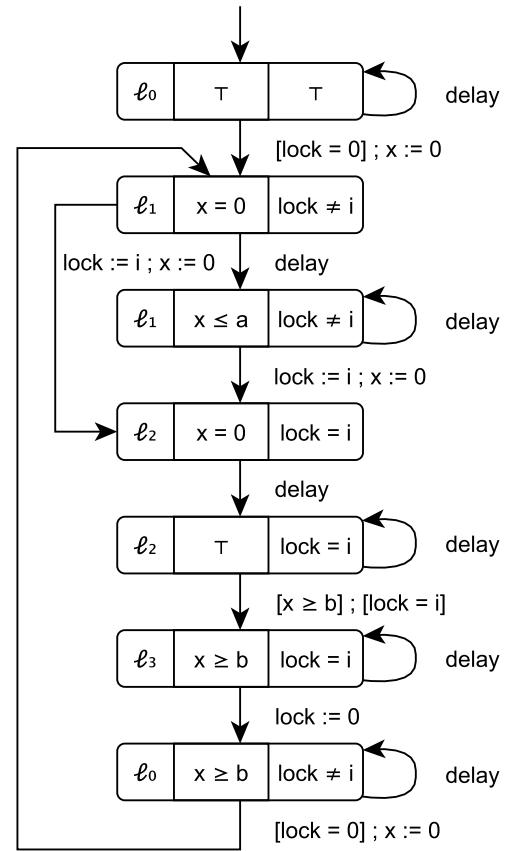 ℓ₀ ⊤ ⊤ delay
[lock = 0] ; x := 0
ℓ₁ x = 0 lock ≠ i
lock := i ; x := 0 delay
ℓ₁ x ≤ a lock ≠ i delay
lock := i ; x := 0
ℓ₂ x = 0 lock = i
delay
ℓ₂ ⊤ lock = i delay
[x ≥ b] ; [lock = i]
ℓ₃ x ≥ b lock = i delay
lock := 0
ℓ₀ x ≥ b lock ≠ i delay
[lock = 0] ; x := 0